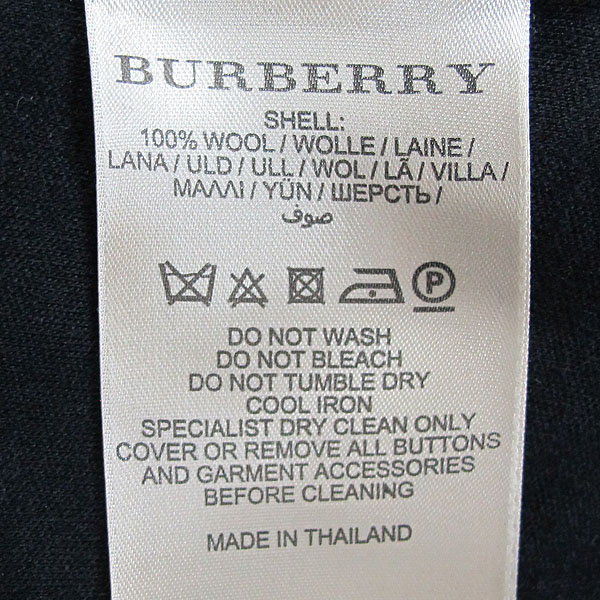 BURBERRY
SHELL:
100% WOOL / WOLLE / LAINE /
LANA / ULD / ULL / WOL / LÃ / VILLA /
ΜΑΛΛΙ / YÜN / ШЕРСТЬ /
صوف
P
DO NOT WASH
DO NOT BLEACH
DO NOT TUMBLE DRY
COOL IRON
SPECIALIST DRY CLEAN ONLY
COVER OR REMOVE ALL BUTTONS
AND GARMENT ACCESSORIES
BEFORE CLEANING
MADE IN THAILAND